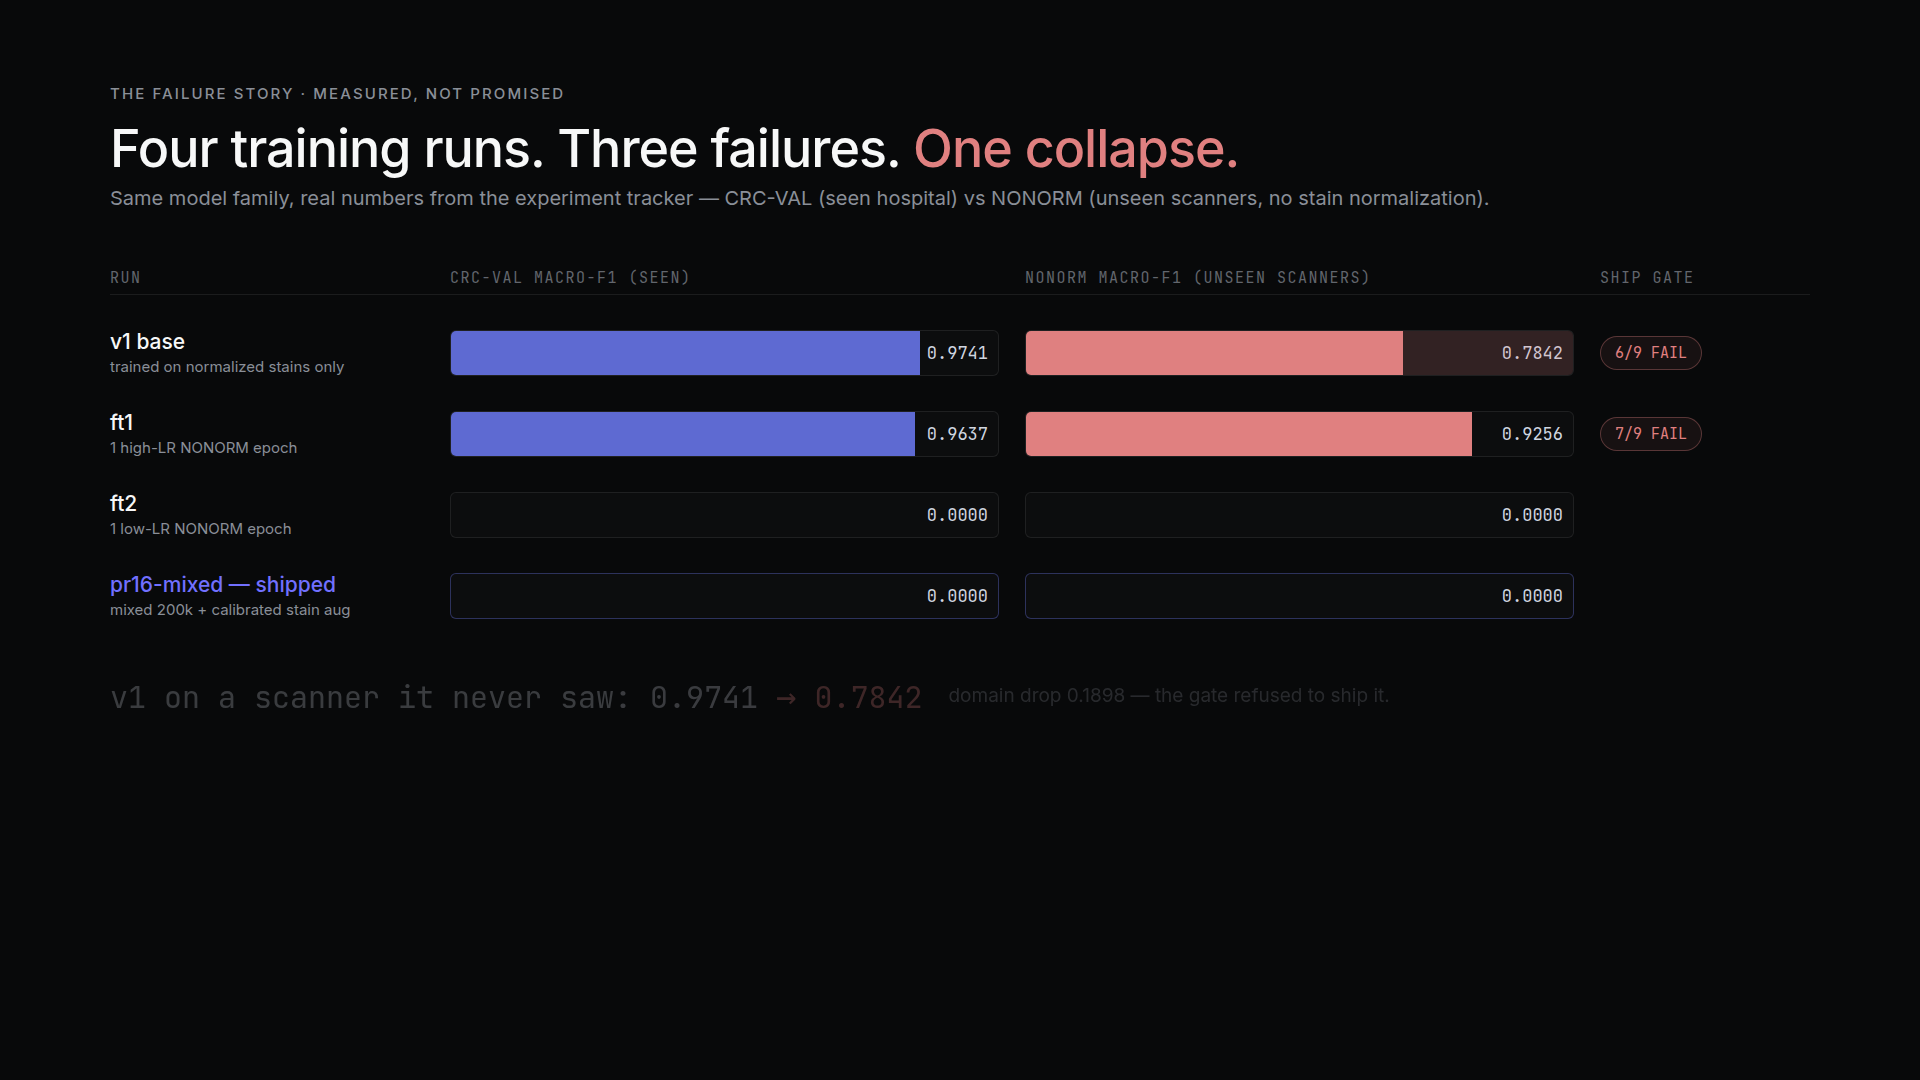 THE FAILURE STORY · MEASURED, NOT PROMISED
Four training runs. Three failures. One collapse.
Same model family, real numbers from the experiment tracker — CRC-VAL (seen hospital) vs NONORM (unseen scanners, no stain normalization).
RUN CRC-VAL MACRO-F1 (SEEN) NONORM MACRO-F1 (UNSEEN SCANNERS) SHIP GATE
v1 base 0.9741 0.7842 6/9 FAIL
trained on normalized stains only
ft1 0.9637 0.9256 7/9 FAIL
1 high-LR NONORM epoch
ft2 0.0000 0.0000
1 low-LR NONORM epoch
pr16-mixed — shipped 0.0000 0.0000
mixed 200k + calibrated stain aug
v1 on a scanner it never saw: 0.9741 → 0.7842 domain drop 0.1898 — the gate refused to ship it.